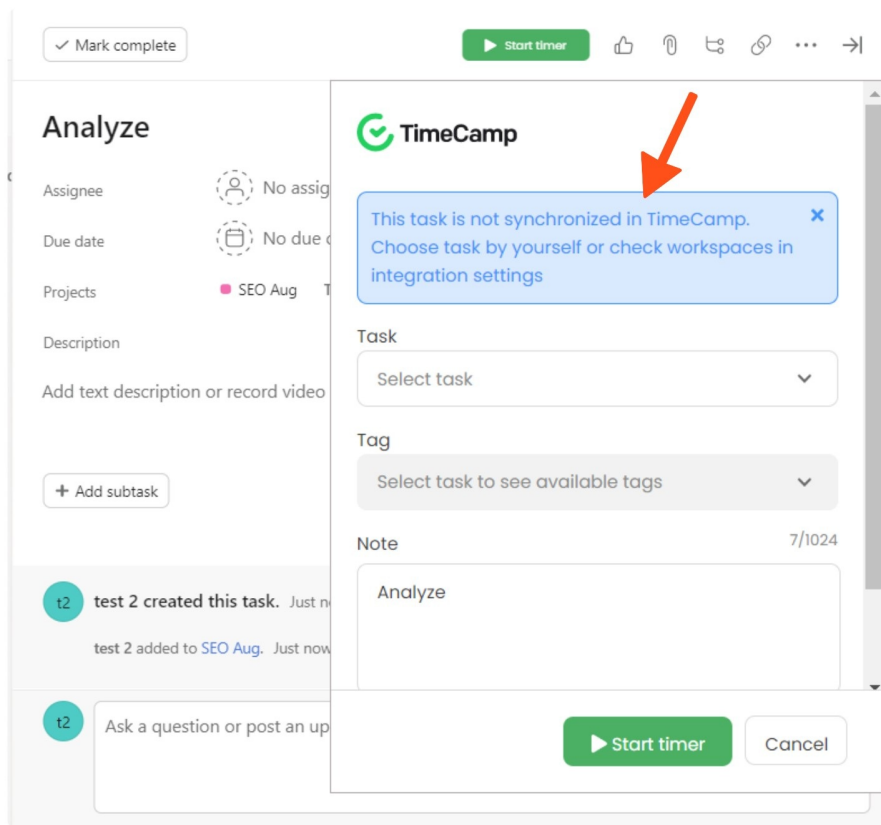 Mark complete
Start timer
Analyze
TimeCamp
Assignee
No assig
This task is not synchronized in TimeCamp.
Choose task by yourself or check workspaces in
integration settings
Due date
No due
Projects
SEO Aug T
Description
Add text description or record video
Task
Select task
Tag
Select task to see available tags
Add subtask
Note
7/1024
Analyze
t2
test 2 created this task. Just n
test 2 added to SEO Aug. Just now
t2
Ask a question or post an up
Start timer
Cancel